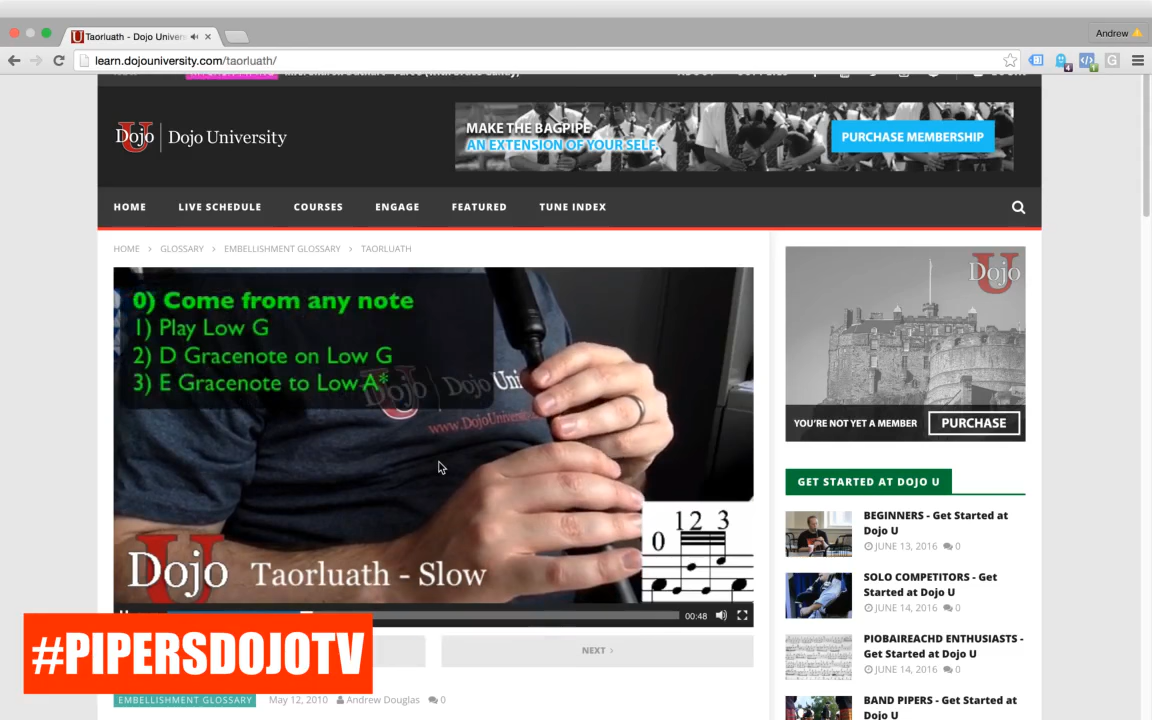 Taorluath - Dojo Univers
Andrew
learn.dojouniversity.com/taorluath/
Dojo
U
Dojo University
MAKE THE BAGPIPE
AN EXTENSION OF YOUR SELF.
PURCHASE MEMBERSHIP
HOME
LIVE SCHEDULE
COURSES
ENGAGE
FEATURED
TUNE INDEX
HOME > GLOSSARY > EMBELLISHMENT GLOSSARY > TAORLUATH
0) Come from any note
1) Play Low G
2) D Gracenote on Low G
3) E Gracenote to Low A*
Dojo Uni
www.DojoUniversity
0 1 2 3
Dojo
Taorluath - Slow
00:48
#PIPERSDOJOTV
NEXT >
EMBELLISHMENT GLOSSARY May 12, 2010 Andrew Douglas 0
Dojo
U
YOU'RE NOT YET A MEMBER
PURCHASE
GET STARTED AT DOJO U
BEGINNERS - Get Started at
Dojo U
JUNE 13, 2016 0
SOLO COMPETITORS - Get
Started at Dojo U
JUNE 14, 2016 0
PIOBAIREACHD ENTHUSIASTS -
Get Started at Dojo U
JUNE 14, 2016 0
BAND PIPERS - Get Started at
Dojo U